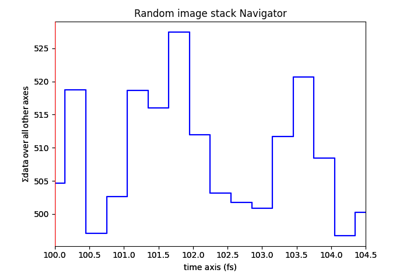 Random image stack Navigator
Σdata over all other axes
525
520
515
510
505
500
100.0 100.5 101.0 101.5 102.0 102.5 103.0 103.5 104.0 104.5
time axis (fs)